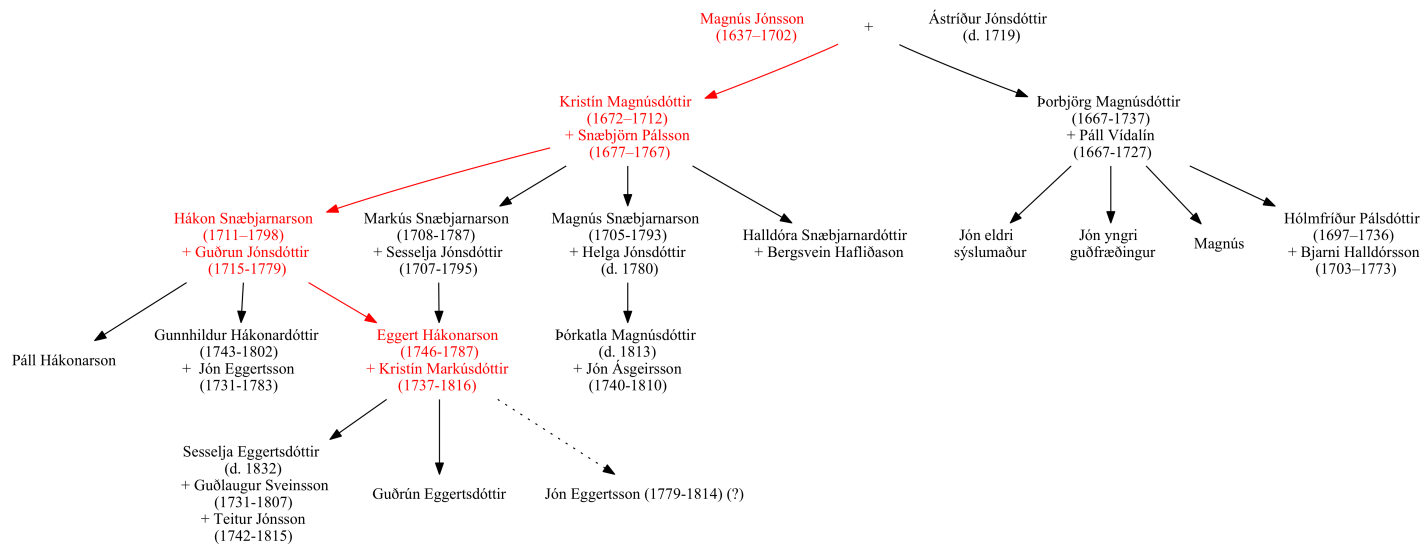 Magnús Jónsson
(1637–1702)
+
Ástríður Jónsdóttir
(d. 1719)
Kristín Magnúsdóttir
(1672–1712)
+ Snæbjörn Pálsson
(1677–1767)
Þorbjörg Magnúsdóttir
(1667-1737)
+ Páll Vídalín
(1667-1727)
Hákon Snæbjarnarson
(1711–1798)
+ Guðrun Jónsdóttir
(1715-1779)
Markús Snæbjarnarson
(1708-1787)
+ Sesselja Jónsdóttir
(1707-1795)
Magnús Snæbjarnarson
(1705-1793)
+ Helga Jónsdóttir
(d. 1780)
Halldóra Snæbjarnardóttir
+ Bergsvein Hafliðason
Jón eldri
sýslumaður
Jón yngri
guðfræðingur
Magnús
Hólmfríður Pálsdóttir
(1697–1736)
+ Bjarni Halldórsson
(1703–1773)
Páll Hákonarson
Gunnhildur Hákonardóttir
(1743-1802)
+ Jón Eggertsson
(1731-1783)
Eggert Hákonarson
(1746-1787)
+ Kristín Markúsdóttir
(1737-1816)
Þórkatla Magnúsdóttir
(d. 1813)
+ Jón Ásgeirsson
(1740-1810)
Sesselja Eggertsdóttir
(d. 1832)
+ Guðlaugur Sveinsson
(1731-1807)
+ Teitur Jónsson
(1742-1815)
Guðrún Eggertsdóttir
Jón Eggertsson (1779-1814) (?)